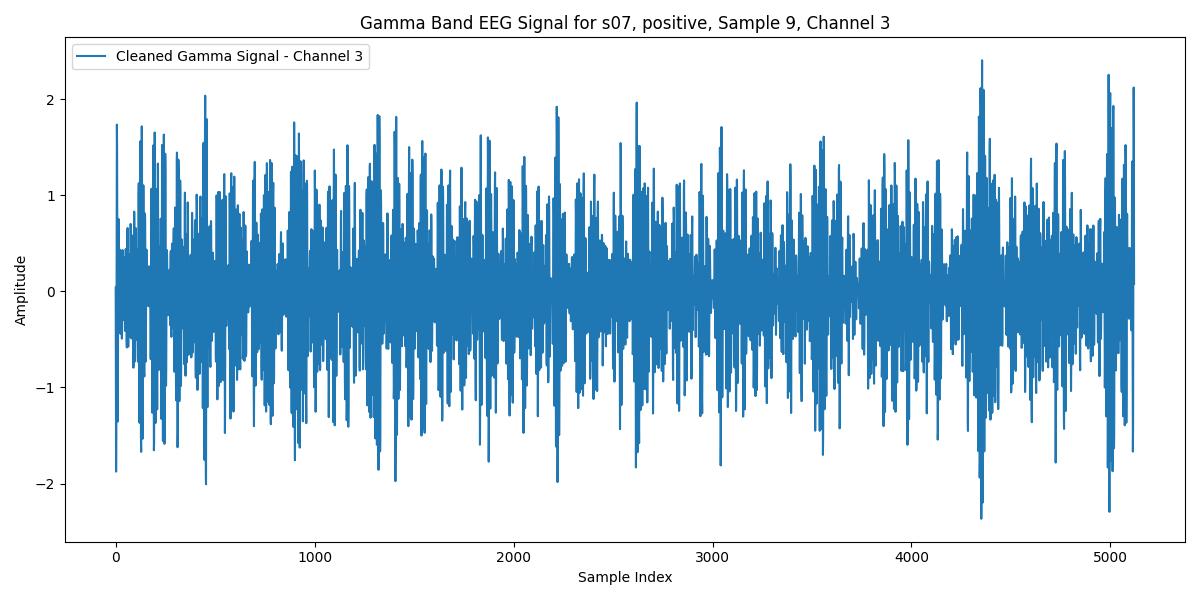 Gamma Band EEG Signal for s07, positive, Sample 9, Channel 3
Cleaned Gamma Signal - Channel 3
Amplitude
2
1
0
−1
−2
0 1000 2000 3000 4000 5000
Sample Index